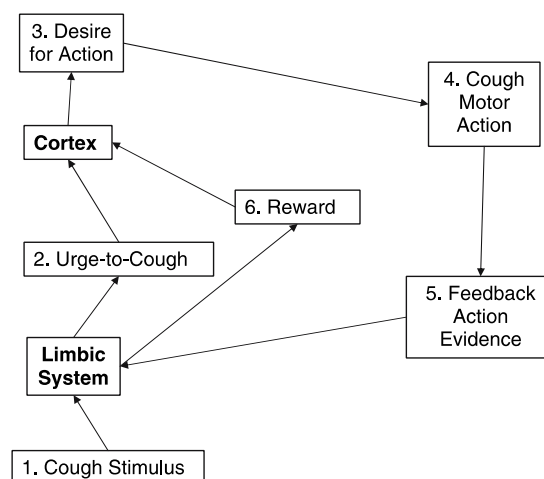 3. Desire
for Action
4. Cough
Motor
Action
Cortex
6. Reward
2. Urge-to-Cough
5. Feedback
Action
Evidence
Limbic
System
1. Cough Stimulus